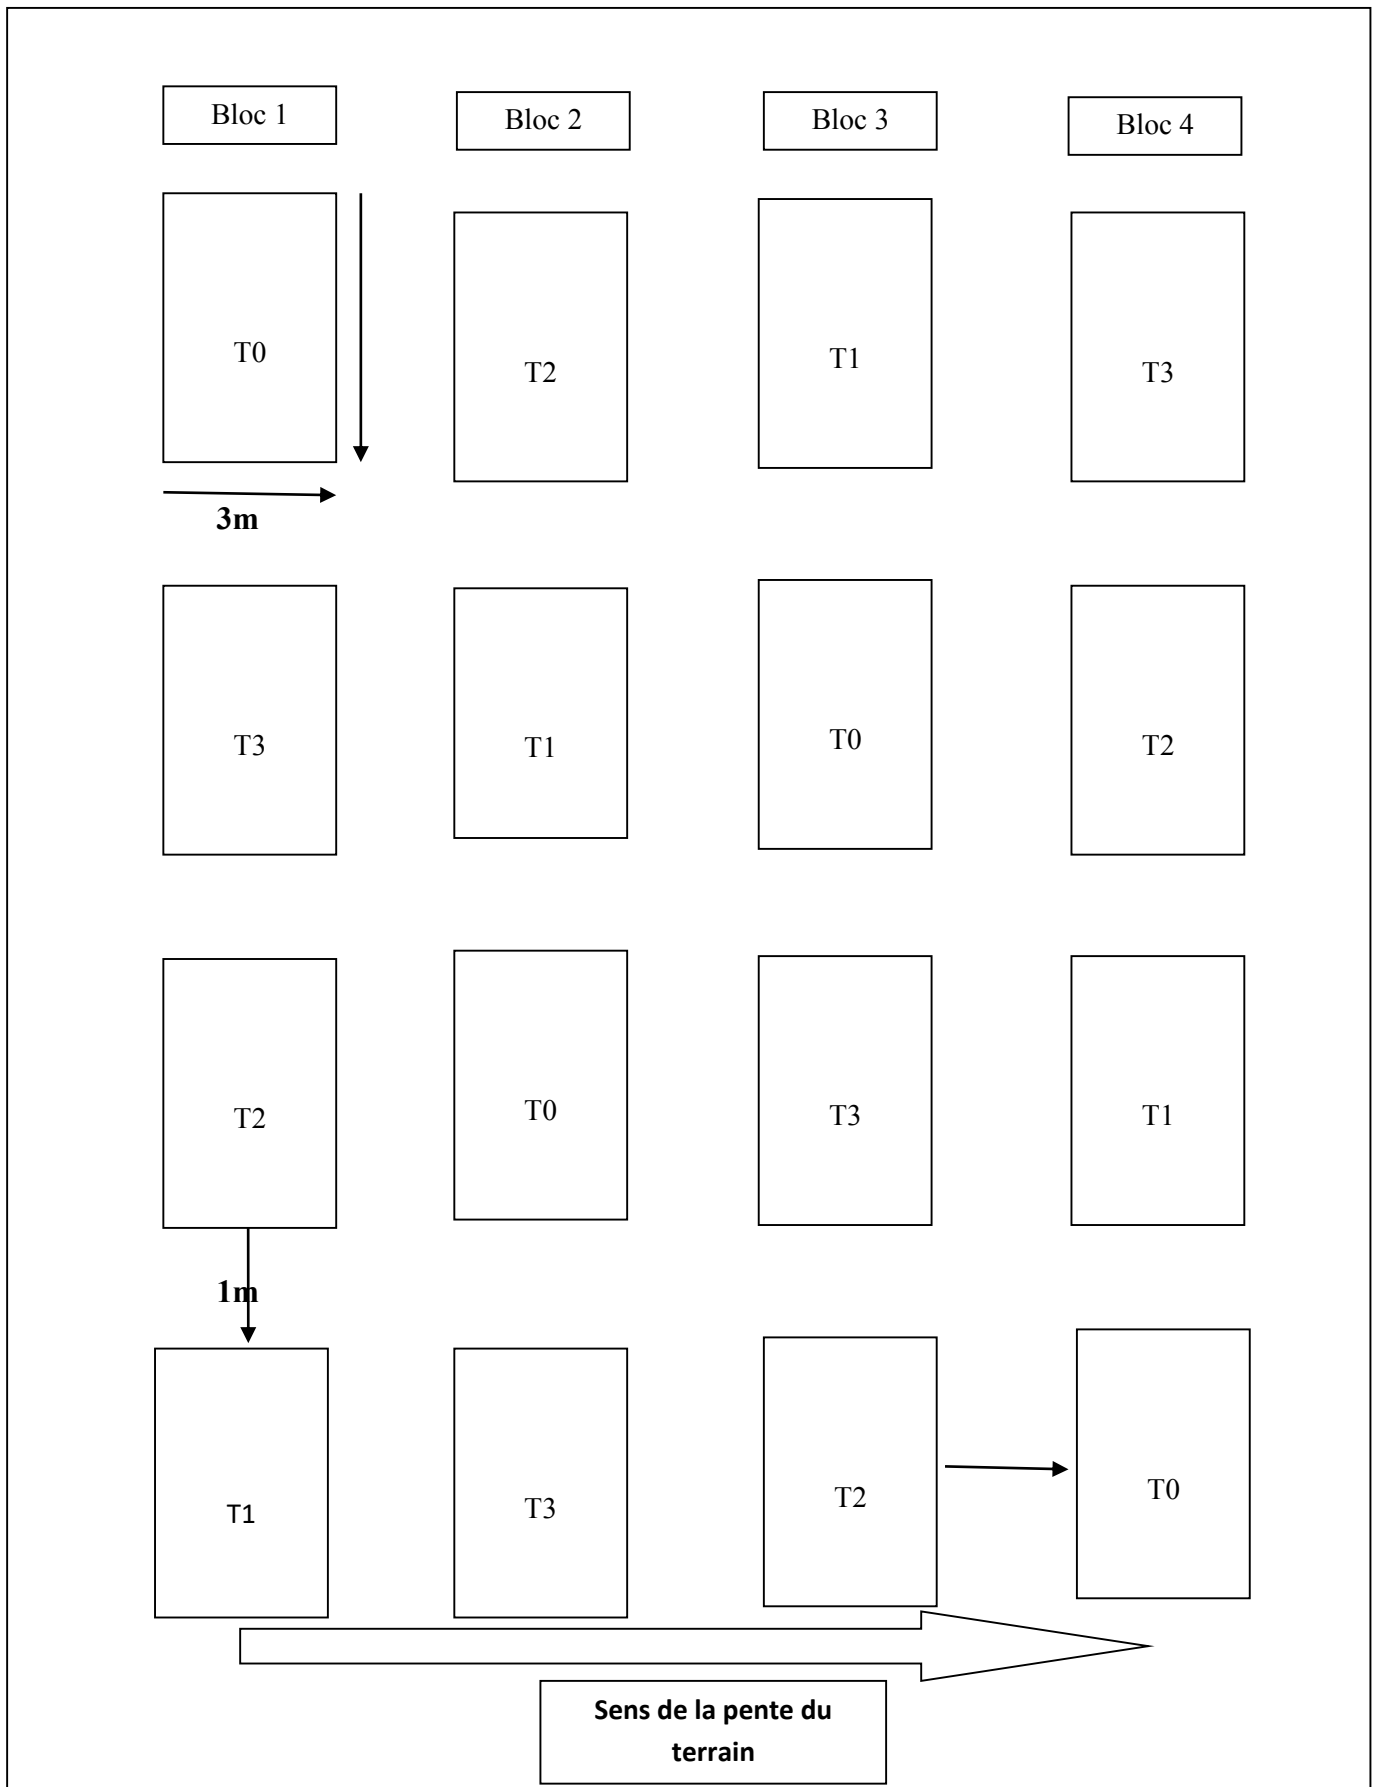 Bloc 1
Bloc 2
Bloc 3
Bloc 4
T0
T2
T1
T3
3m
T3
T1
T0
T2
T2
T0
T3
T1
1m
T1
T3
T2
T0
Sens de la pente du
terrain